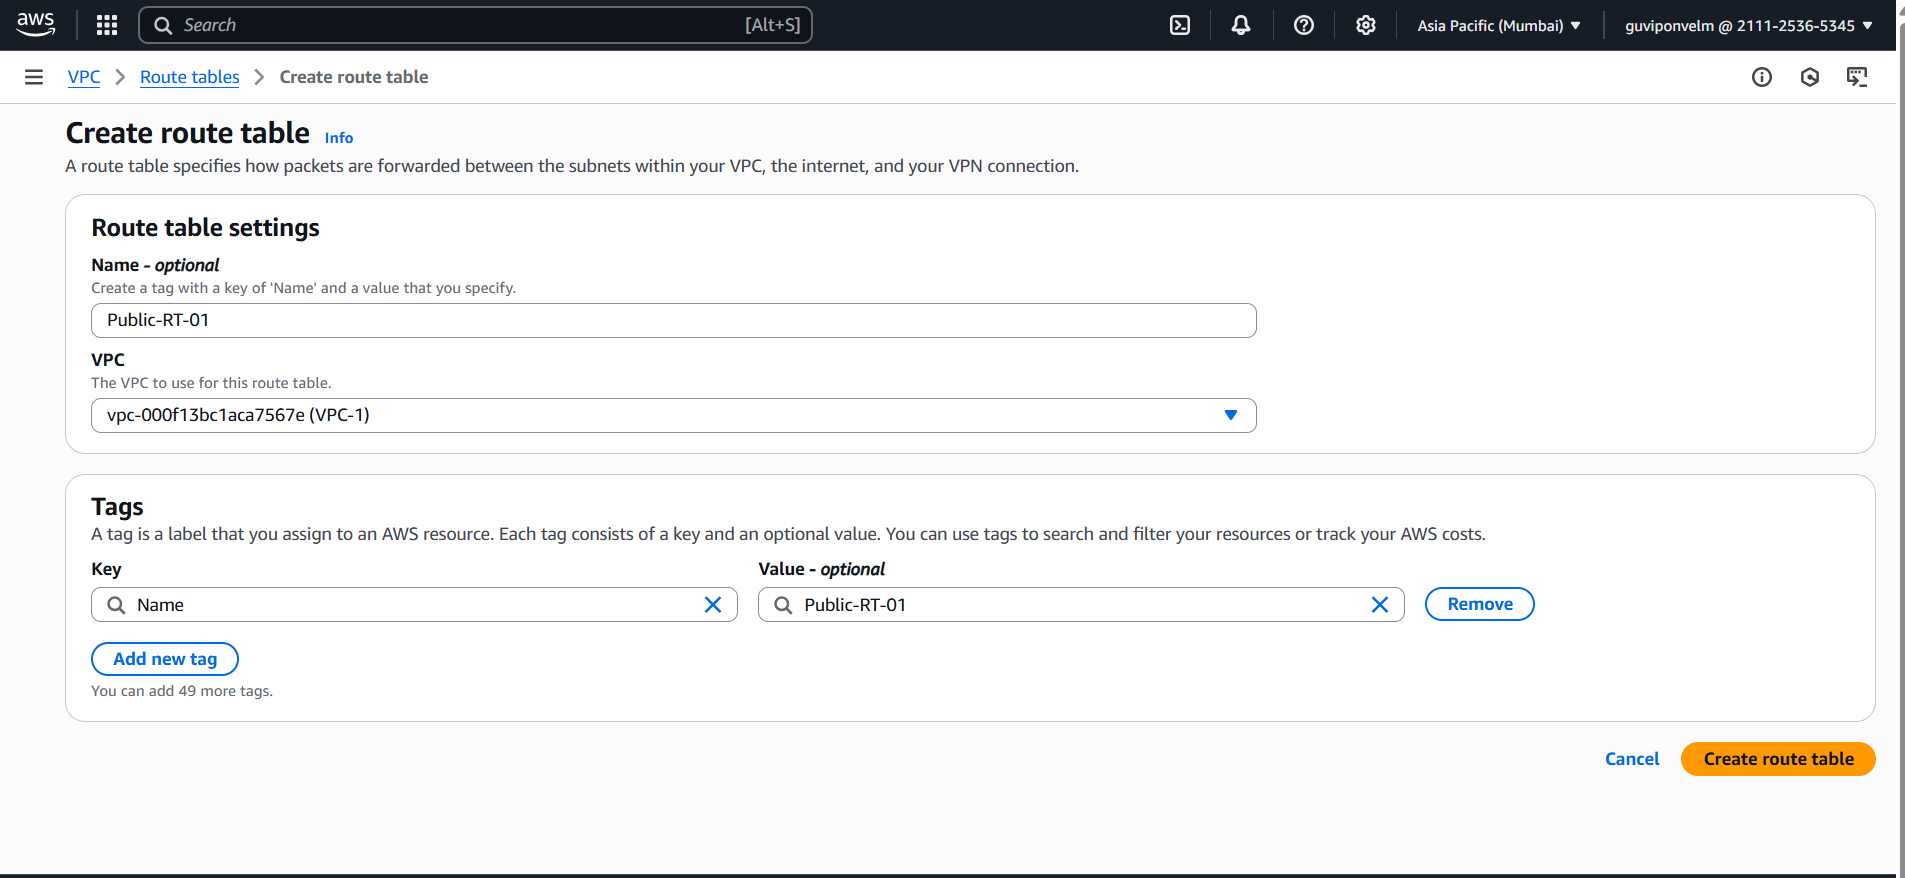 aws
Search [Alt+S] Asia Pacific (Mumbai) guviponvelm @ 2111-2536-5345
VPC Route tables Create route table
Create route table Info
A route table specifies how packets are forwarded between the subnets within your VPC, the internet, and your VPN connection.
Route table settings
Name - optional
Create a tag with a key of 'Name' and a value that you specify.
Public-RT-01
VPC
The VPC to use for this route table.
vpc-000f13bc1aca7567e (VPC-1)
Tags
A tag is a label that you assign to an AWS resource. Each tag consists of a key and an optional value. You can use tags to search and filter your resources or track your AWS costs.
Key Value - optional
Name Public-RT-01 Remove
Add new tag
You can add 49 more tags.
Cancel Create route table